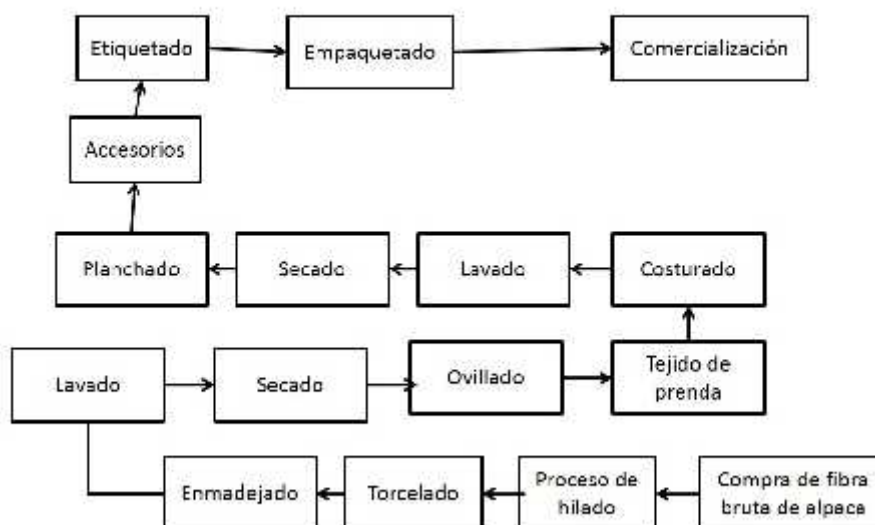 Etiquetado
Empaquetado
Comercialización
Accesorios
Planchado
Secado
Lavado
Costurado
Lavado
Secado
Ovillado
Tejido de
prenda
Enmadejado
Torcelado
Proceso de
hilado
Compra de fibra
bruta de alpaca